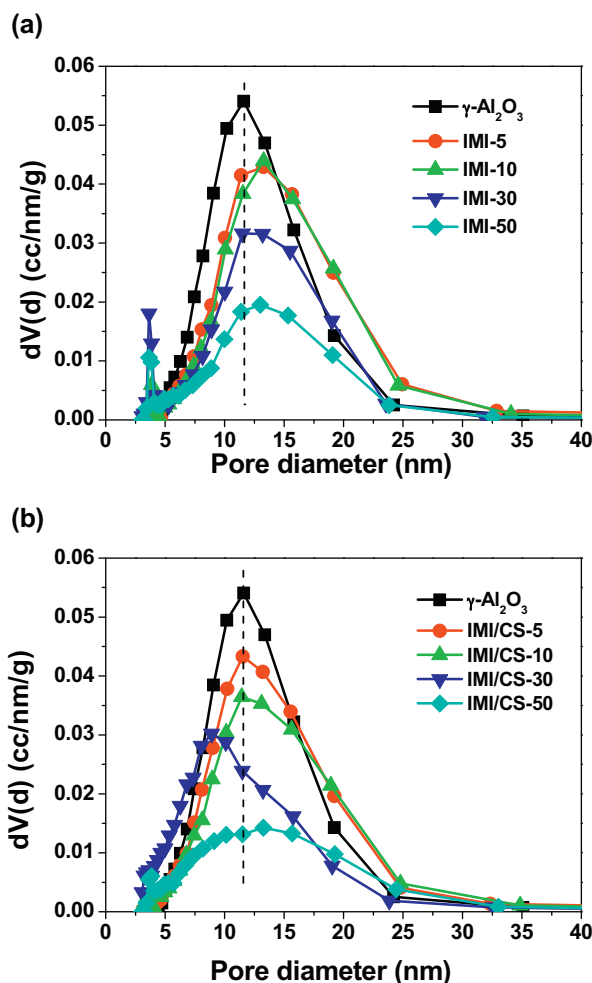 (a)
0.06
0.05
0.04
0.03
0.02
0.01
0.00
dV(d) (cc/nm/g)
γ-Al₂O₃
IMI-5
IMI-10
IMI-30
IMI-50
0 5 10 15 20 25 30 35 40
Pore diameter (nm)
(b)
0.06
0.05
0.04
0.03
0.02
0.01
0.00
dV(d) (cc/nm/g)
γ-Al₂O₃
IMI/CS-5
IMI/CS-10
IMI/CS-30
IMI/CS-50
0 5 10 15 20 25 30 35 40
Pore diameter (nm)